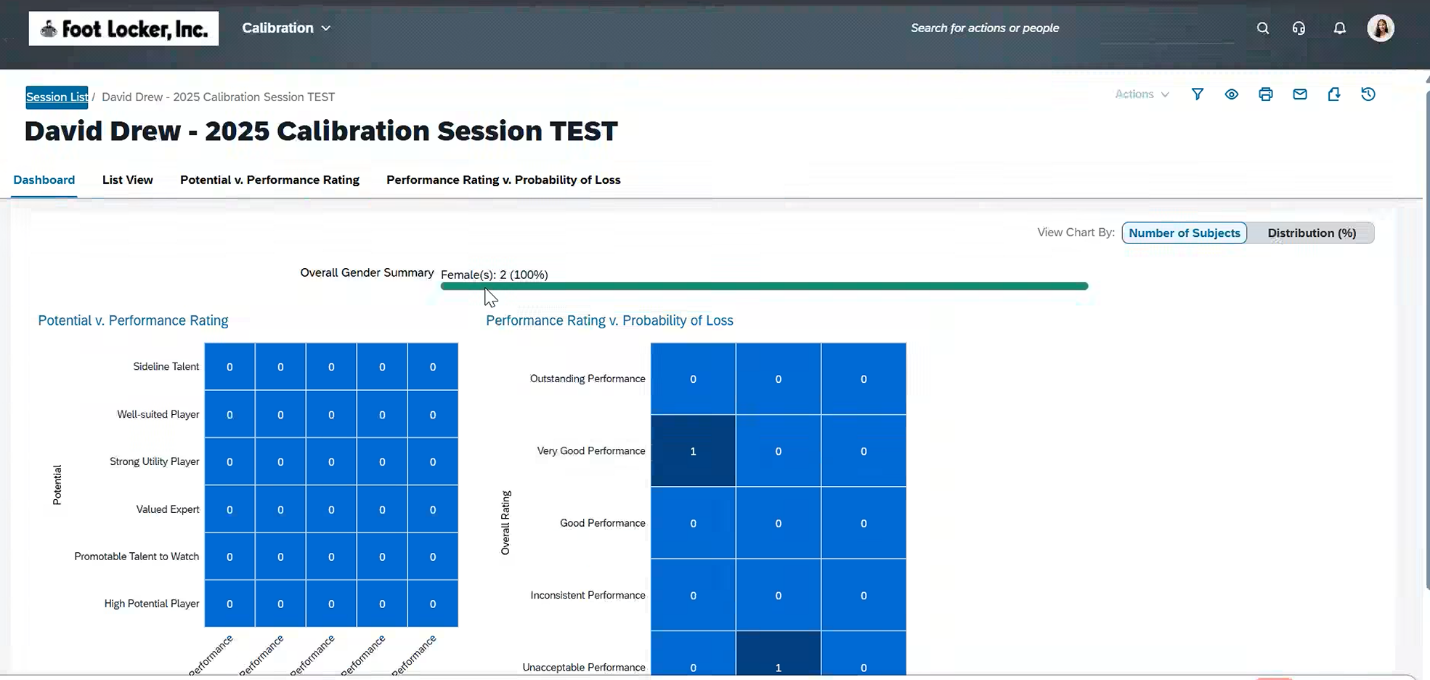 Foot Locker, Inc.
Calibration
Search for actions or people
Session List / David Drew - 2025 Calibration Session TEST
Actions
David Drew - 2025 Calibration Session TEST
Dashboard
List View
Potential v. Performance Rating
Performance Rating v. Probability of Loss
View Chart By:
Number of Subjects
Distribution (%)
Overall Gender Summary
Female(s): 2 (100%)
Potential v. Performance Rating
Potential
Sideline Talent 0 0 0 0 0
Well-suited Player 0 0 0 0 0
Strong Utility Player 0 0 0 0 0
Valued Expert 0 0 0 0 0
Promotable Talent to Watch 0 0 0 0 0
High Potential Player 0 0 0 0 0
Performance
Performance
Performance
Performance
Performance
Performance Rating v. Probability of Loss
Overall Rating
Outstanding Performance 0 0 0
Very Good Performance 1 0 0
Good Performance 0 0 0
Inconsistent Performance 0 0 0
Unacceptable Performance 0 1 0